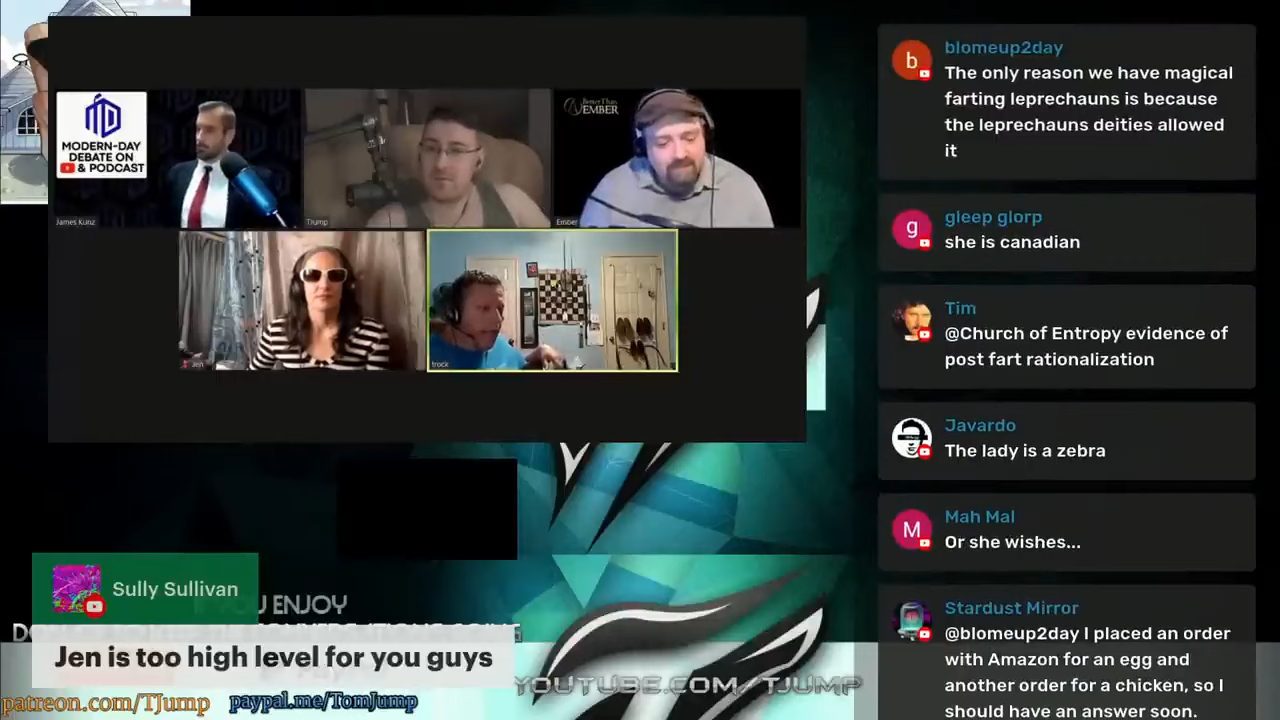 MODERN-DAY
DEBATE ON
& PODCAST
James Kunz
TJump
Better Than
EMBER
Ember
Jen
trock
b
blomeup2day
The only reason we have magical
farting leprechauns is because
the leprechauns deities allowed
it
g
gleep glorp
she is canadian
Tim
@Church of Entropy evidence of
post fart rationalization
Javardo
The lady is a zebra
M
Mah Mal
Or she wishes...
Stardust Mirror
@blomeup2day I placed an order
with Amazon for an egg and
another order for a chicken, so I
should have an answer soon.
Sully Sullivan
Jen is too high level for you guys
U ENJOY
YOUTUBE.COM/TJUMP
patreon.com/TJump
paypal.me/TomJump